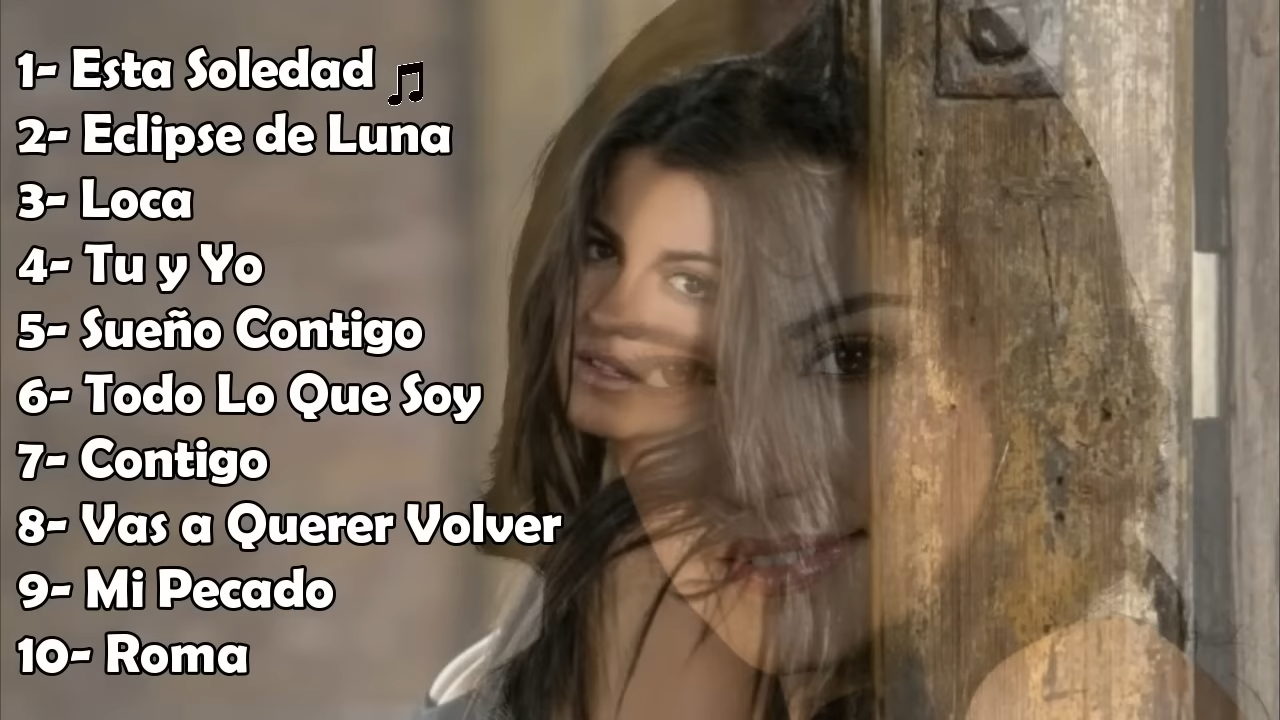 1- Esta Soledad ♫
2- Eclipse de Luna
3- Loca
4- Tu y Yo
5- Sueño Contigo
6- Todo Lo Que Soy
7- Contigo
8- Vas a Querer Volver
9- Mi Pecado
10- Roma